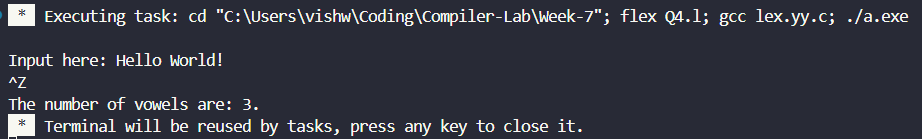 * Executing task: cd "C:\Users\vishw\Coding\Compiler-Lab\Week-7"; flex Q4.l; gcc lex.yy.c; ./a.exe
Input here: Hello World!
^Z
The number of vowels are: 3.
* Terminal will be reused by tasks, press any key to close it.